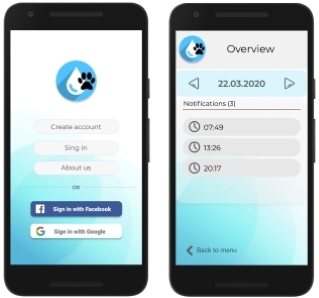 Create account
Sing in
About us
OR
Sign in with Facebook
Sign in with Google
Overview
22.03.2020
Notifications (3)
07:49
13:26
20:17
Back to menu